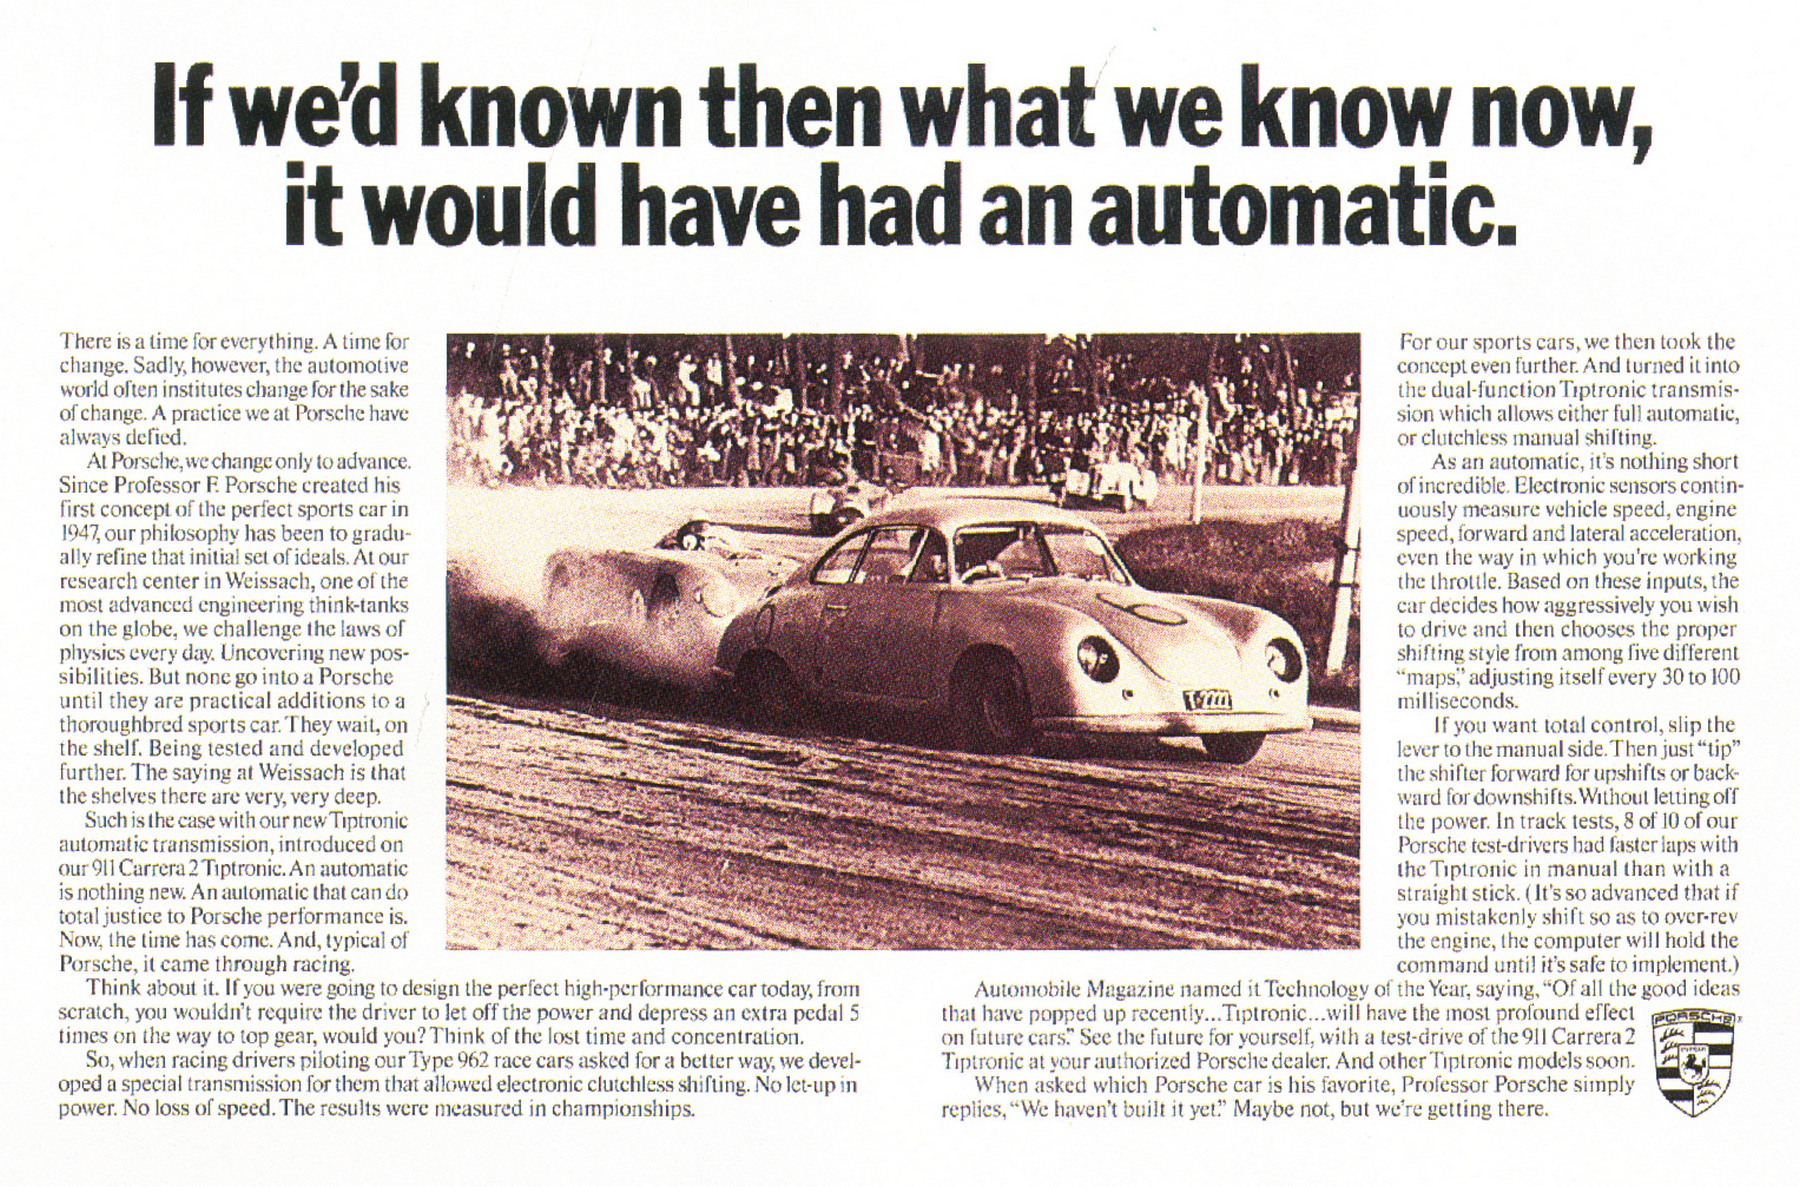 If we'd known then what we know now,
it would have had an automatic.
There is a time for everything. A time for
change. Sadly, however, the automotive
world often institutes change for the sake
of change. A practice we at Porsche have
always defied.
At Porsche, we change only to advance.
Since Professor F. Porsche created his
first concept of the perfect sports car in
1947, our philosophy has been to gradu-
ally refine that initial set of ideals. At our
research center in Weissach, one of the
most advanced engineering think-tanks
on the globe, we challenge the laws of
physics every day. Uncovering new pos-
sibilities. But none go into a Porsche
until they are practical additions to a
thoroughbred sports car. They wait, on
the shelf. Being tested and developed
further. The saying at Weissach is that
the shelves there are very, very deep.
Such is the case with our new Tiptronic
automatic transmission, introduced on
our 911 Carrera 2 Tiptronic. An automatic
is nothing new. An automatic that can do
total justice to Porsche performance is.
Now, the time has come. And, typical of
Porsche, it came through racing.
Think about it. If you were going to design the perfect high-performance car today, from
scratch, you wouldn't require the driver to let off the power and depress an extra pedal 5
times on the way to top gear, would you? Think of the lost time and concentration.
So, when racing drivers piloting our Type 962 race cars asked for a better way, we devel-
oped a special transmission for them that allowed electronic clutchless shifting. No let-up in
power. No loss of speed. The results were measured in championships.
For our sports cars, we then took the
concept even further. And turned it into
the dual-function Tiptronic transmis-
sion which allows either full automatic,
or clutchless manual shifting.
As an automatic, it's nothing short
of incredible. Electronic sensors contin-
uously measure vehicle speed, engine
speed, forward and lateral acceleration,
even the way in which you're working
the throttle. Based on these inputs, the
car decides how aggressively you wish
to drive and then chooses the proper
shifting style from among five different
"maps," adjusting itself every 30 to 100
milliseconds.
If you want total control, slip the
lever to the manual side. Then just "tip"
the shifter forward for upshifts or back-
ward for downshifts. Without letting off
the power. In track tests, 8 of 10 of our
Porsche test-drivers had faster laps with
the Tiptronic in manual than with a
straight stick. (It's so advanced that if
you mistakenly shift so as to over-rev
the engine, the computer will hold the
command until it's safe to implement.)
Automobile Magazine named it Technology of the Year, saying, "Of all the good ideas
that have popped up recently...Tiptronic...will have the most profound effect
on future cars." See the future for yourself, with a test-drive of the 911 Carrera 2
Tiptronic at your authorized Porsche dealer. And other Tiptronic models soon.
When asked which Porsche car is his favorite, Professor Porsche simply
replies, "We haven't built it yet." Maybe not, but we're getting there.
PORSCHE